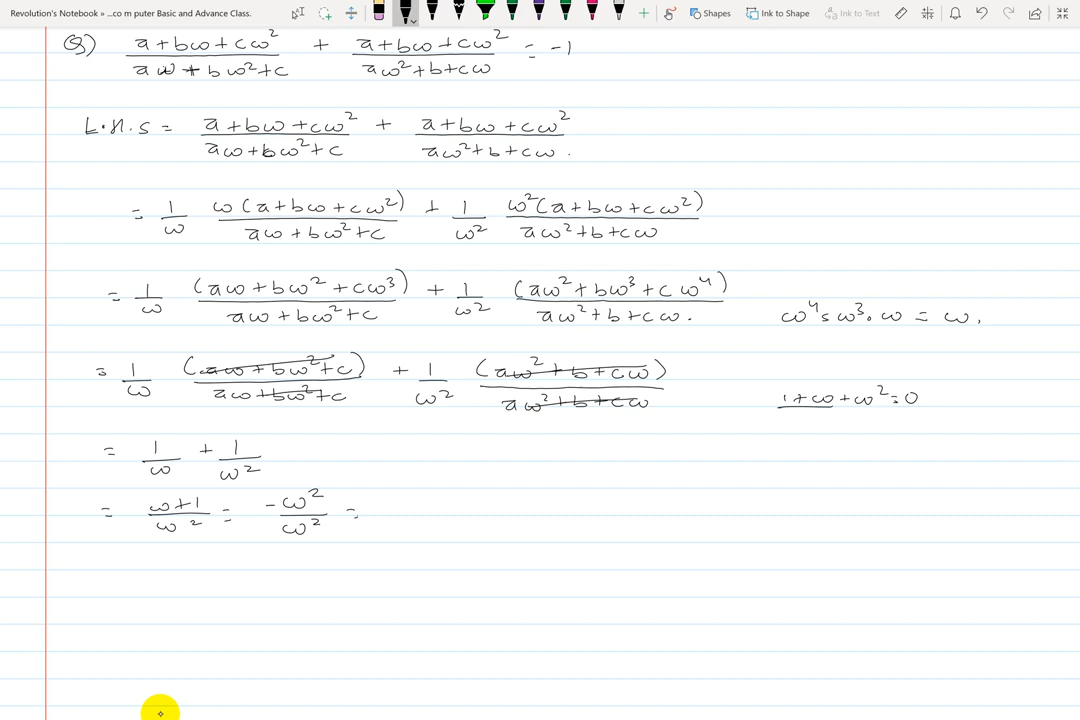 Revolution's Notebook » ...co m puter Basic and Advance Class.
Shapes Ink to Shape Ink to Text
Q) (a+bω+cω²)/(aω+bω²+c) + (a+bω+cω²)/(aω²+b+cω) = -1
L.H.S = (a+bω+cω²)/(aω+bω²+c) + (a+bω+cω²)/(aω²+b+cω).
= 1/ω ω(a+bω+cω²)/(aω+bω²+c) + 1/ω² ω²(a+bω+cω²)/(aω²+b+cω)
= 1/ω (aω+bω²+cω³)/(aω+bω²+c) + 1/ω² (aω²+bω³+cω⁴)/(aω²+b+cω). ω⁴=ω³.ω = ω,
= 1/ω (aω+bω²+c)/(aω+bω²+c) + 1/ω² (aω²+b+cω)/(aω²+b+cω) 1+ω+ω²=0
= 1/ω + 1/ω²
= (ω+1)/ω² = -ω²/ω² =